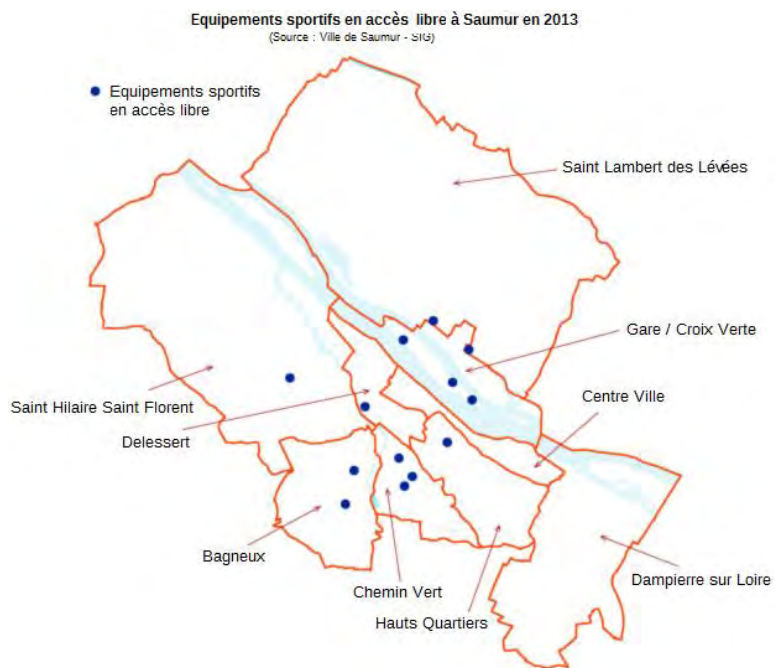 Equipements sportifs en accès libre à Saumur en 2013
(Source : Ville de Saumur - SIG)
Equipements sportifs
en accès libre
Saint Lambert des Lévées
Gare / Croix Verte
Centre Ville
Saint Hilaire Saint Florent
Delessert
Bagneux
Chemin Vert
Hauts Quartiers
Dampierre sur Loire